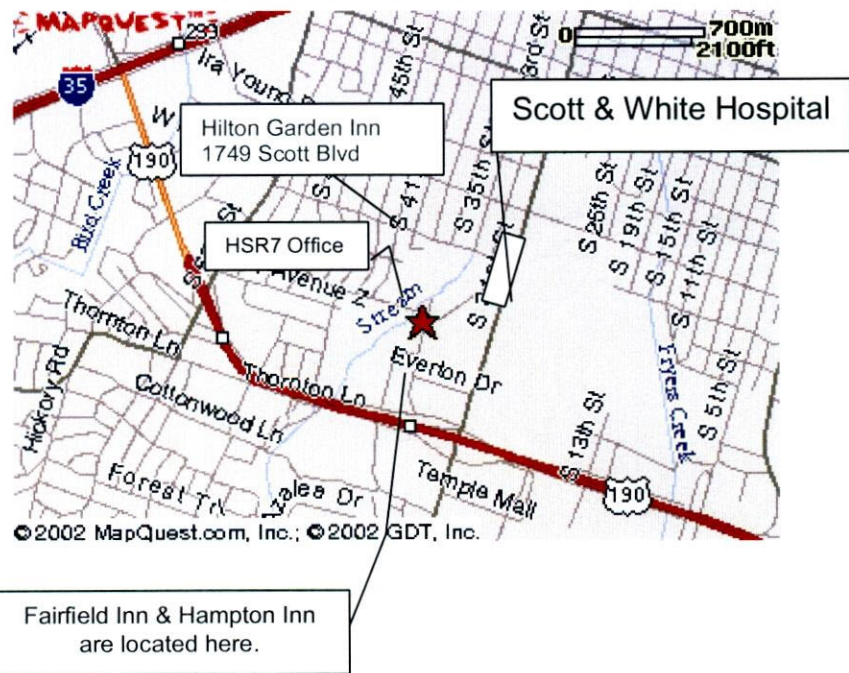 MAPQUEST
299
0 700m
2100ft
35
Ira Young
45th St
3rd St
Scott & White Hospital
Hilton Garden Inn
1749 Scott Blvd
W
190
Bird Creek
S 41
S 35th St
S 25th St
S 19th St
S 15th St
S 11th St
HSR7 Office
Avenue Z
Stream
Thornton Ln
Everton Dr
Fryers Creek
S 5th St
Hickory Rd
Cottonwood Ln
Thornton Ln
S 13th St
Forest Trl
Azalea Dr
Temple Mall
190
©2002 MapQuest.com, Inc.; ©2002 GDT, Inc.
Fairfield Inn & Hampton Inn
are located here.